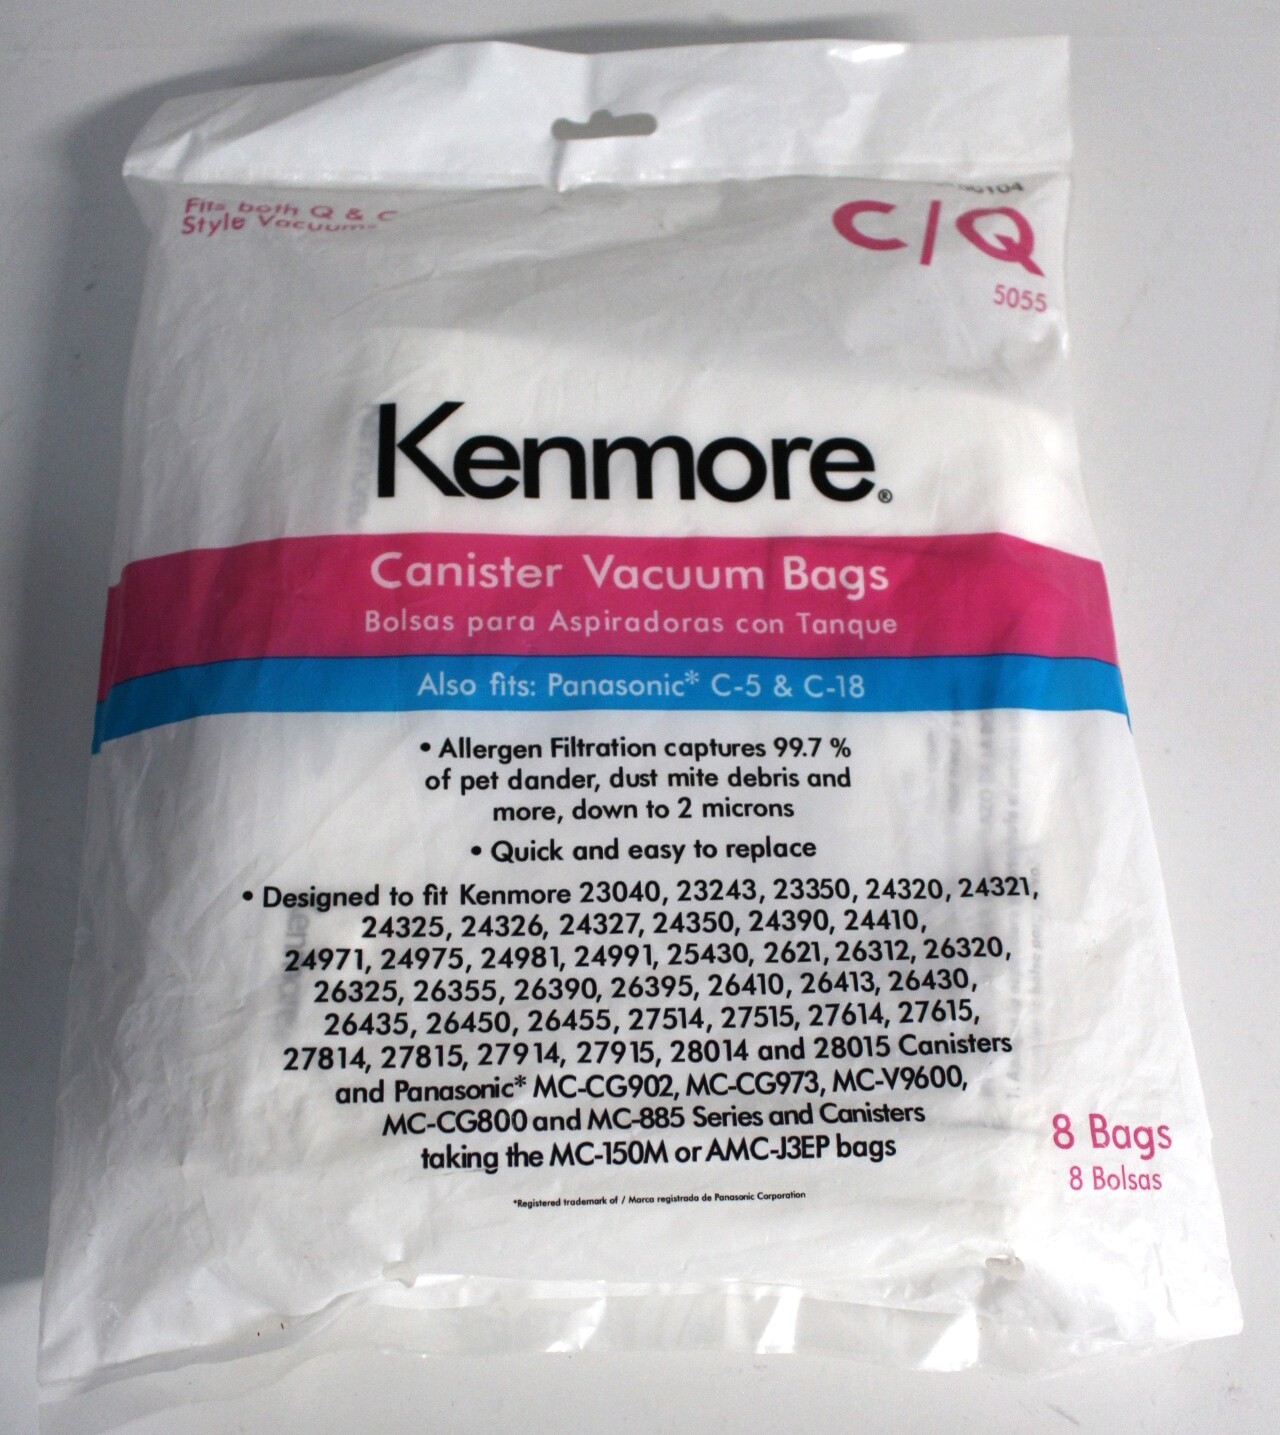 Fits both Q & C
Style Vacuums
C/Q
5055
Kenmore®
Canister Vacuum Bags
Bolsas para Aspiradoras con Tanque
Also fits: Panasonic* C-5 & C-18
• Allergen Filtration captures 99.7 %
of pet dander, dust mite debris and
more, down to 2 microns
• Quick and easy to replace
• Designed to fit Kenmore 23040, 23243, 23350, 24320, 24321,
24325, 24326, 24327, 24350, 24390, 24410,
24971, 24975, 24981, 24991, 25430, 2621, 26312, 26320,
26325, 26355, 26390, 26395, 26410, 26413, 26430,
26435, 26450, 26455, 27514, 27515, 27614, 27615,
27814, 27815, 27914, 27915, 28014 and 28015 Canisters
and Panasonic* MC-CG902, MC-CG973, MC-V9600,
MC-CG800 and MC-885 Series and Canisters
taking the MC-150M or AMC-J3EP bags
8 Bags
8 Bolsas
*Registered trademark of / Marca registrada de Panasonic Corporation